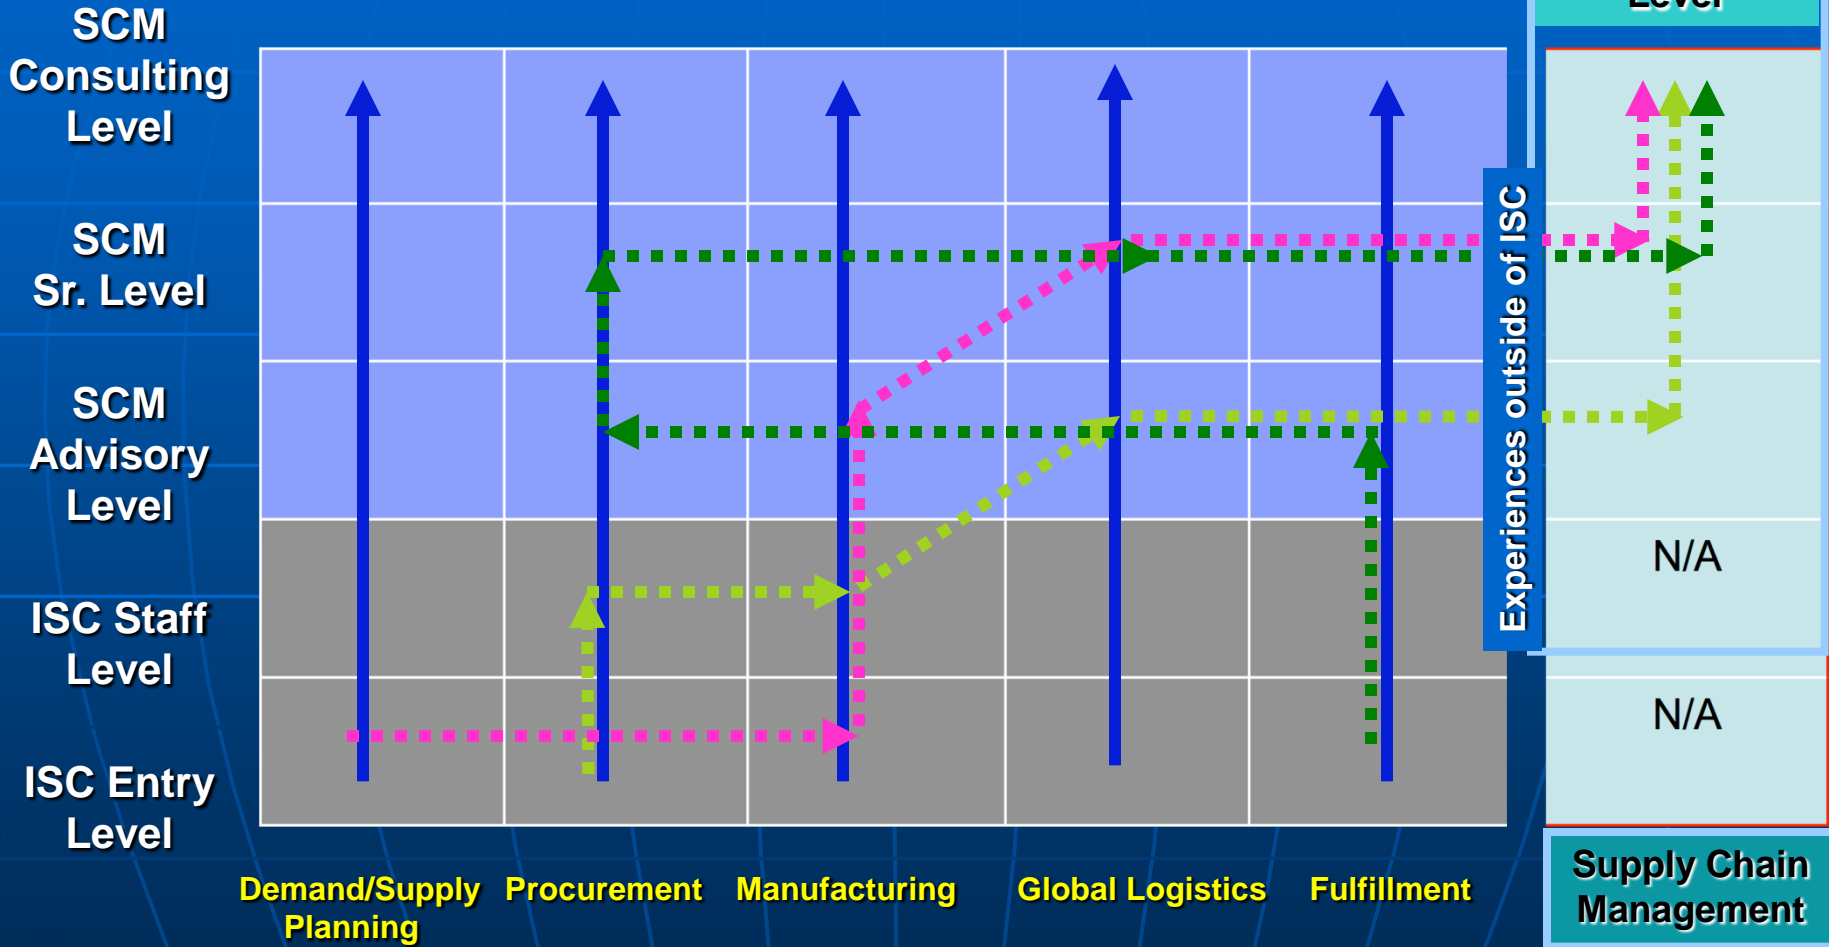 Level
SCM
Consulting
Level
SCM
Sr. Level
SCM
Advisory
Level
ISC Staff
Level
ISC Entry
Level
Experiences outside of ISC
N/A
N/A
Demand/Supply
Planning
Procurement
Manufacturing
Global Logistics
Fulfillment
Supply Chain
Management